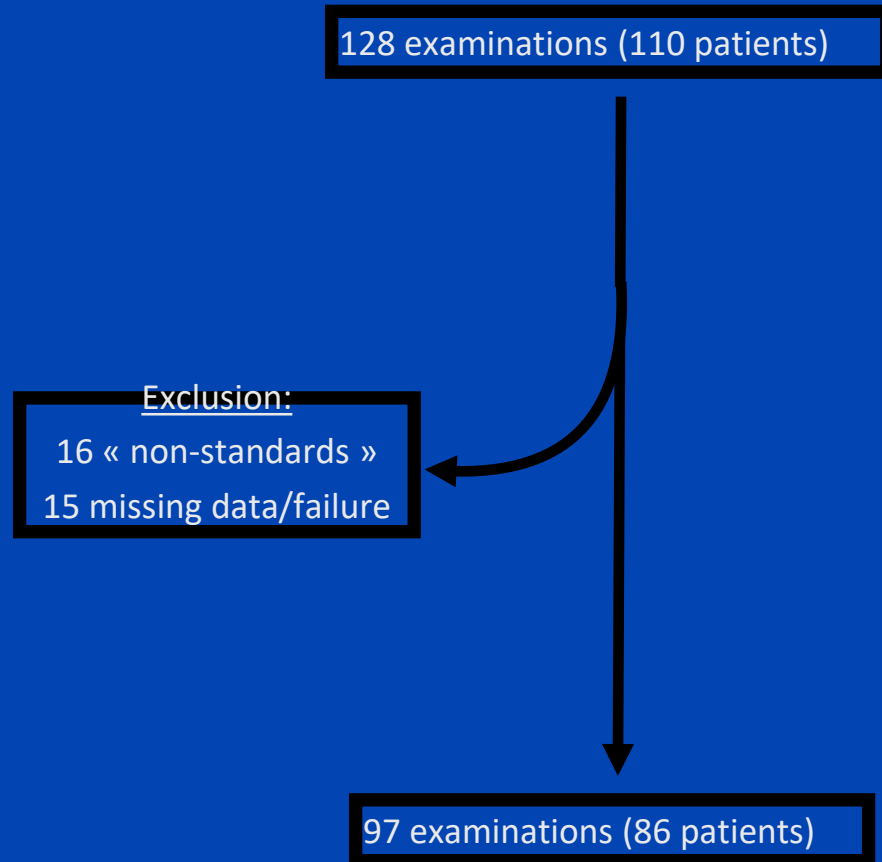 128 examinations (110 patients)
Exclusion:
16 « non-standards »
15 missing data/failure
97 examinations (86 patients)